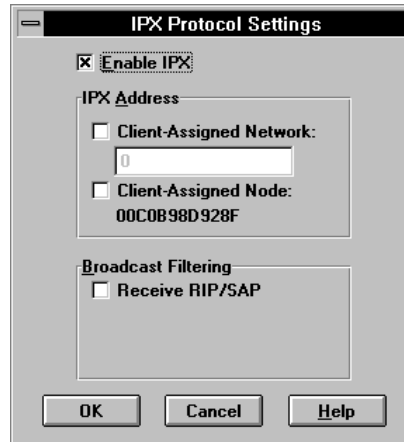 IPX Protocol Settings
Enable IPX
IPX Address
Client-Assigned Network:
0
Client-Assigned Node:
00C0B98D928F
Broadcast Filtering
Receive RIP/SAP
OK Cancel Help